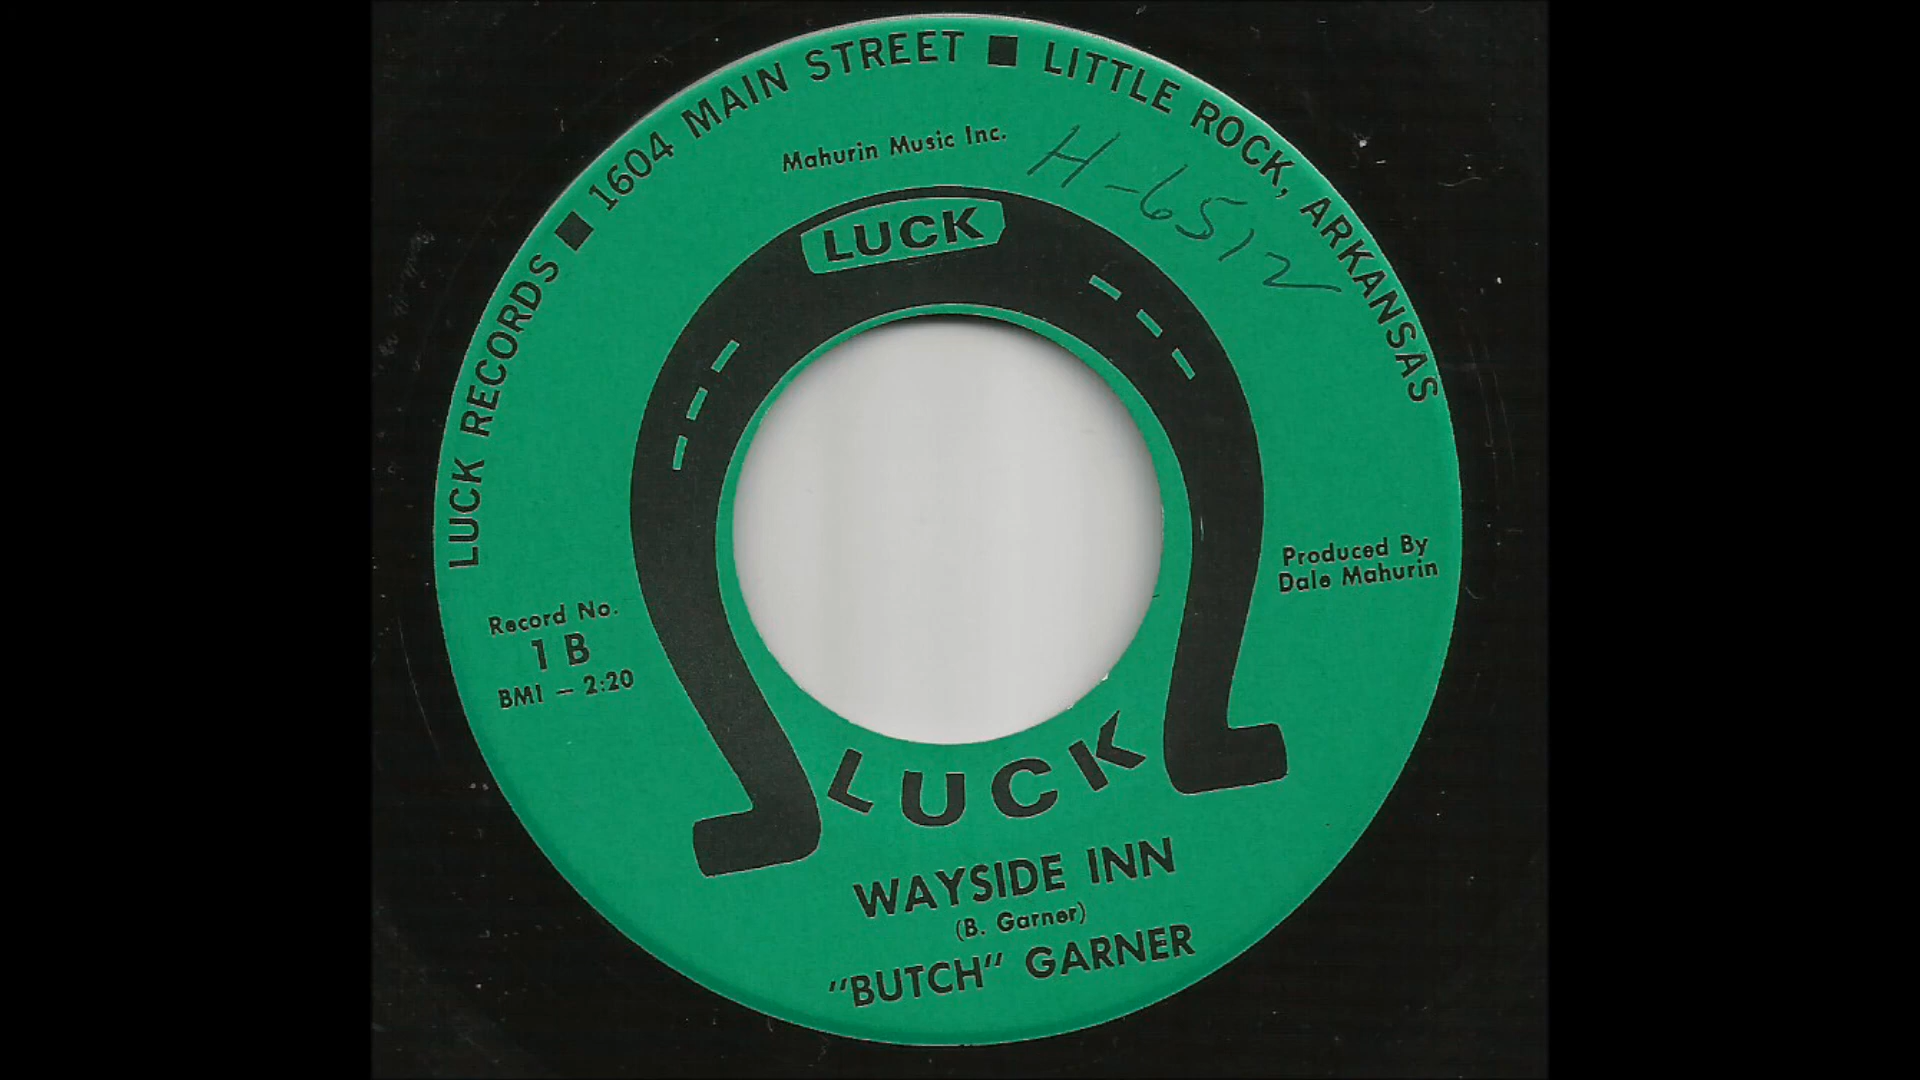 LUCK RECORDS ■ 1604 MAIN STREET ■ LITTLE ROCK, ARKANSAS
Mahurin Music Inc.
H-6512
LUCK
Produced By
Dale Mahurin
Record No.
1 B
BMI — 2:20
LUCK
WAYSIDE INN
(B. Garner)
"BUTCH" GARNER